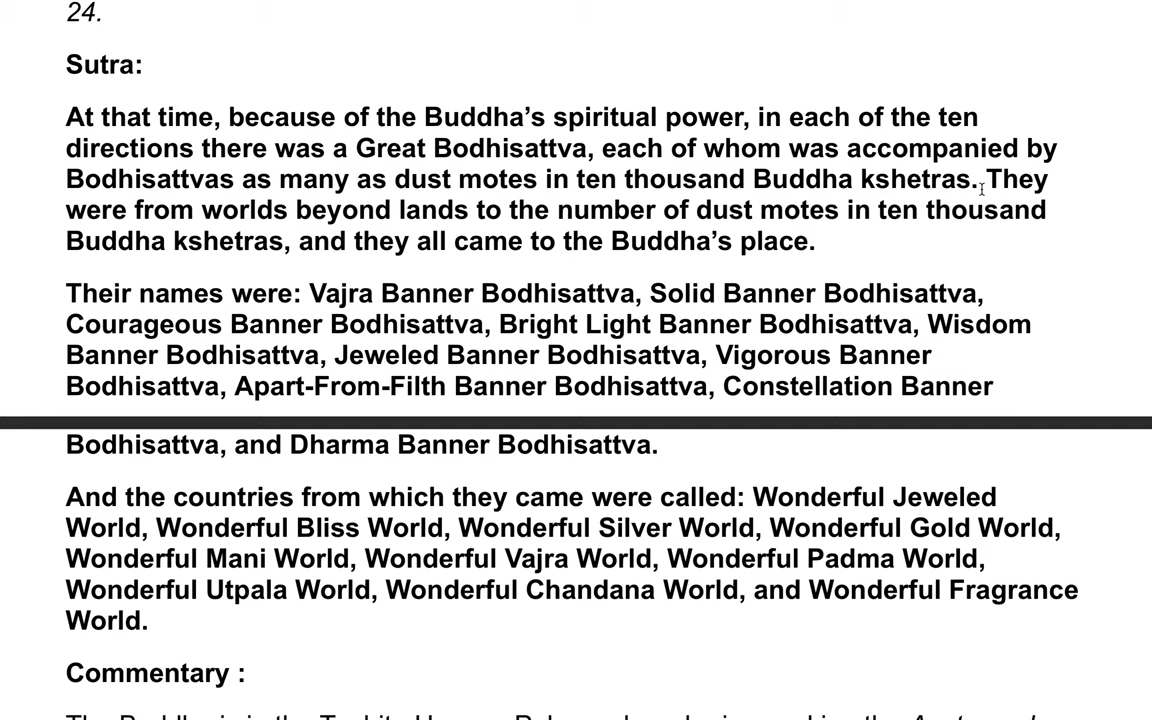 24.
Sutra:
At that time, because of the Buddha’s spiritual power, in each of the ten
directions there was a Great Bodhisattva, each of whom was accompanied by
Bodhisattvas as many as dust motes in ten thousand Buddha kshetras. They
were from worlds beyond lands to the number of dust motes in ten thousand
Buddha kshetras, and they all came to the Buddha’s place.
Their names were: Vajra Banner Bodhisattva, Solid Banner Bodhisattva,
Courageous Banner Bodhisattva, Bright Light Banner Bodhisattva, Wisdom
Banner Bodhisattva, Jeweled Banner Bodhisattva, Vigorous Banner
Bodhisattva, Apart-From-Filth Banner Bodhisattva, Constellation Banner
Bodhisattva, and Dharma Banner Bodhisattva.
And the countries from which they came were called: Wonderful Jeweled
World, Wonderful Bliss World, Wonderful Silver World, Wonderful Gold World,
Wonderful Mani World, Wonderful Vajra World, Wonderful Padma World,
Wonderful Utpala World, Wonderful Chandana World, and Wonderful Fragrance
World.
Commentary :